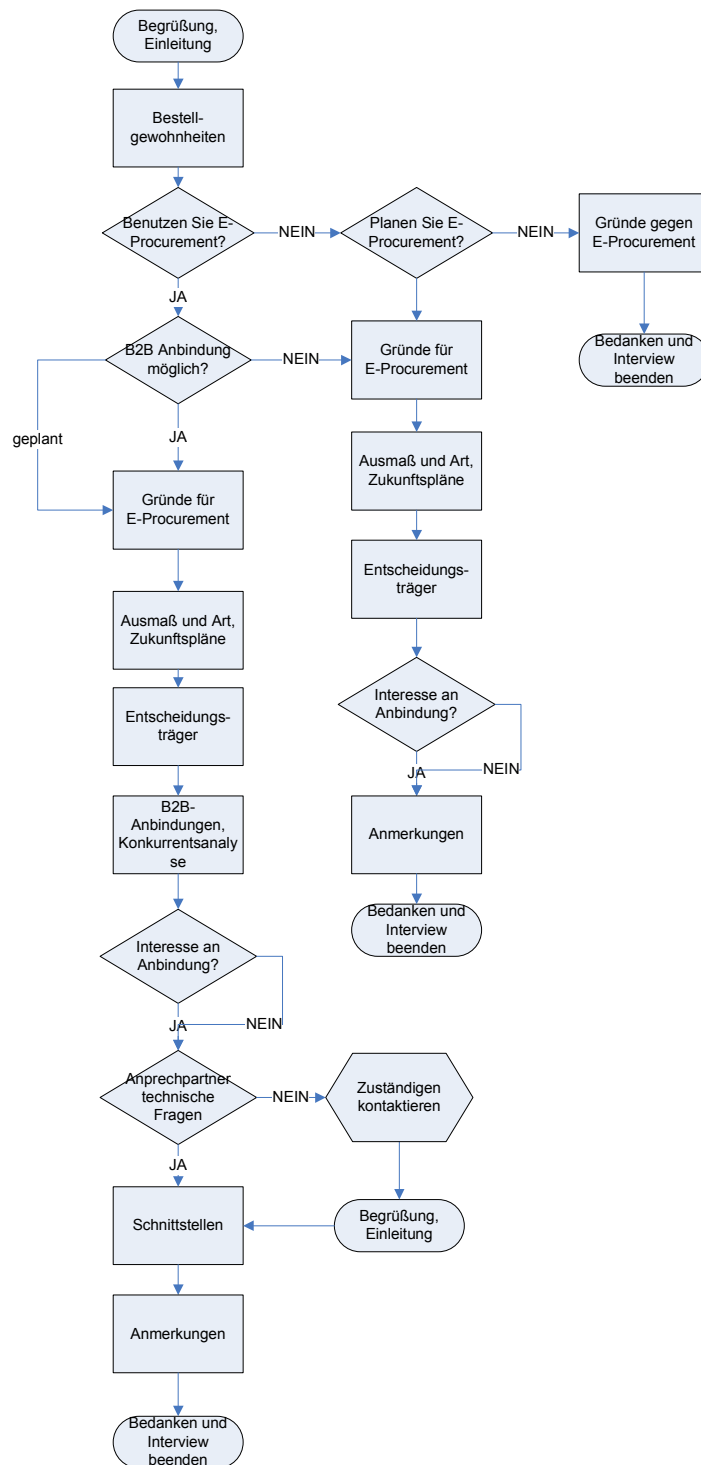 Begrüßung,
Einleitung
Bestell-
gewohnheiten
Benutzen Sie E-
Procurement?
NEIN
Planen Sie E-
Procurement?
NEIN
Gründe gegen
E-Procurement
JA
Bedanken und
Interview
beenden
B2B Anbindung
möglich?
NEIN
Gründe für
E-Procurement
geplant
JA
Ausmaß und Art,
Zukunftspläne
Gründe für
E-Procurement
Entscheidungs-
träger
Ausmaß und Art,
Zukunftspläne
Interesse an
Anbindung?
Entscheidungs-
träger
JA
NEIN
B2B-
Anbindungen,
Konkurrentsanaly
se
Anmerkungen
Bedanken und
Interview
beenden
Interesse an
Anbindung?
JA
NEIN
Anprechpartner
technische
Fragen
NEIN
Zuständigen
kontaktieren
JA
Schnittstellen
Begrüßung,
Einleitung
Anmerkungen
Bedanken und
Interview
beenden